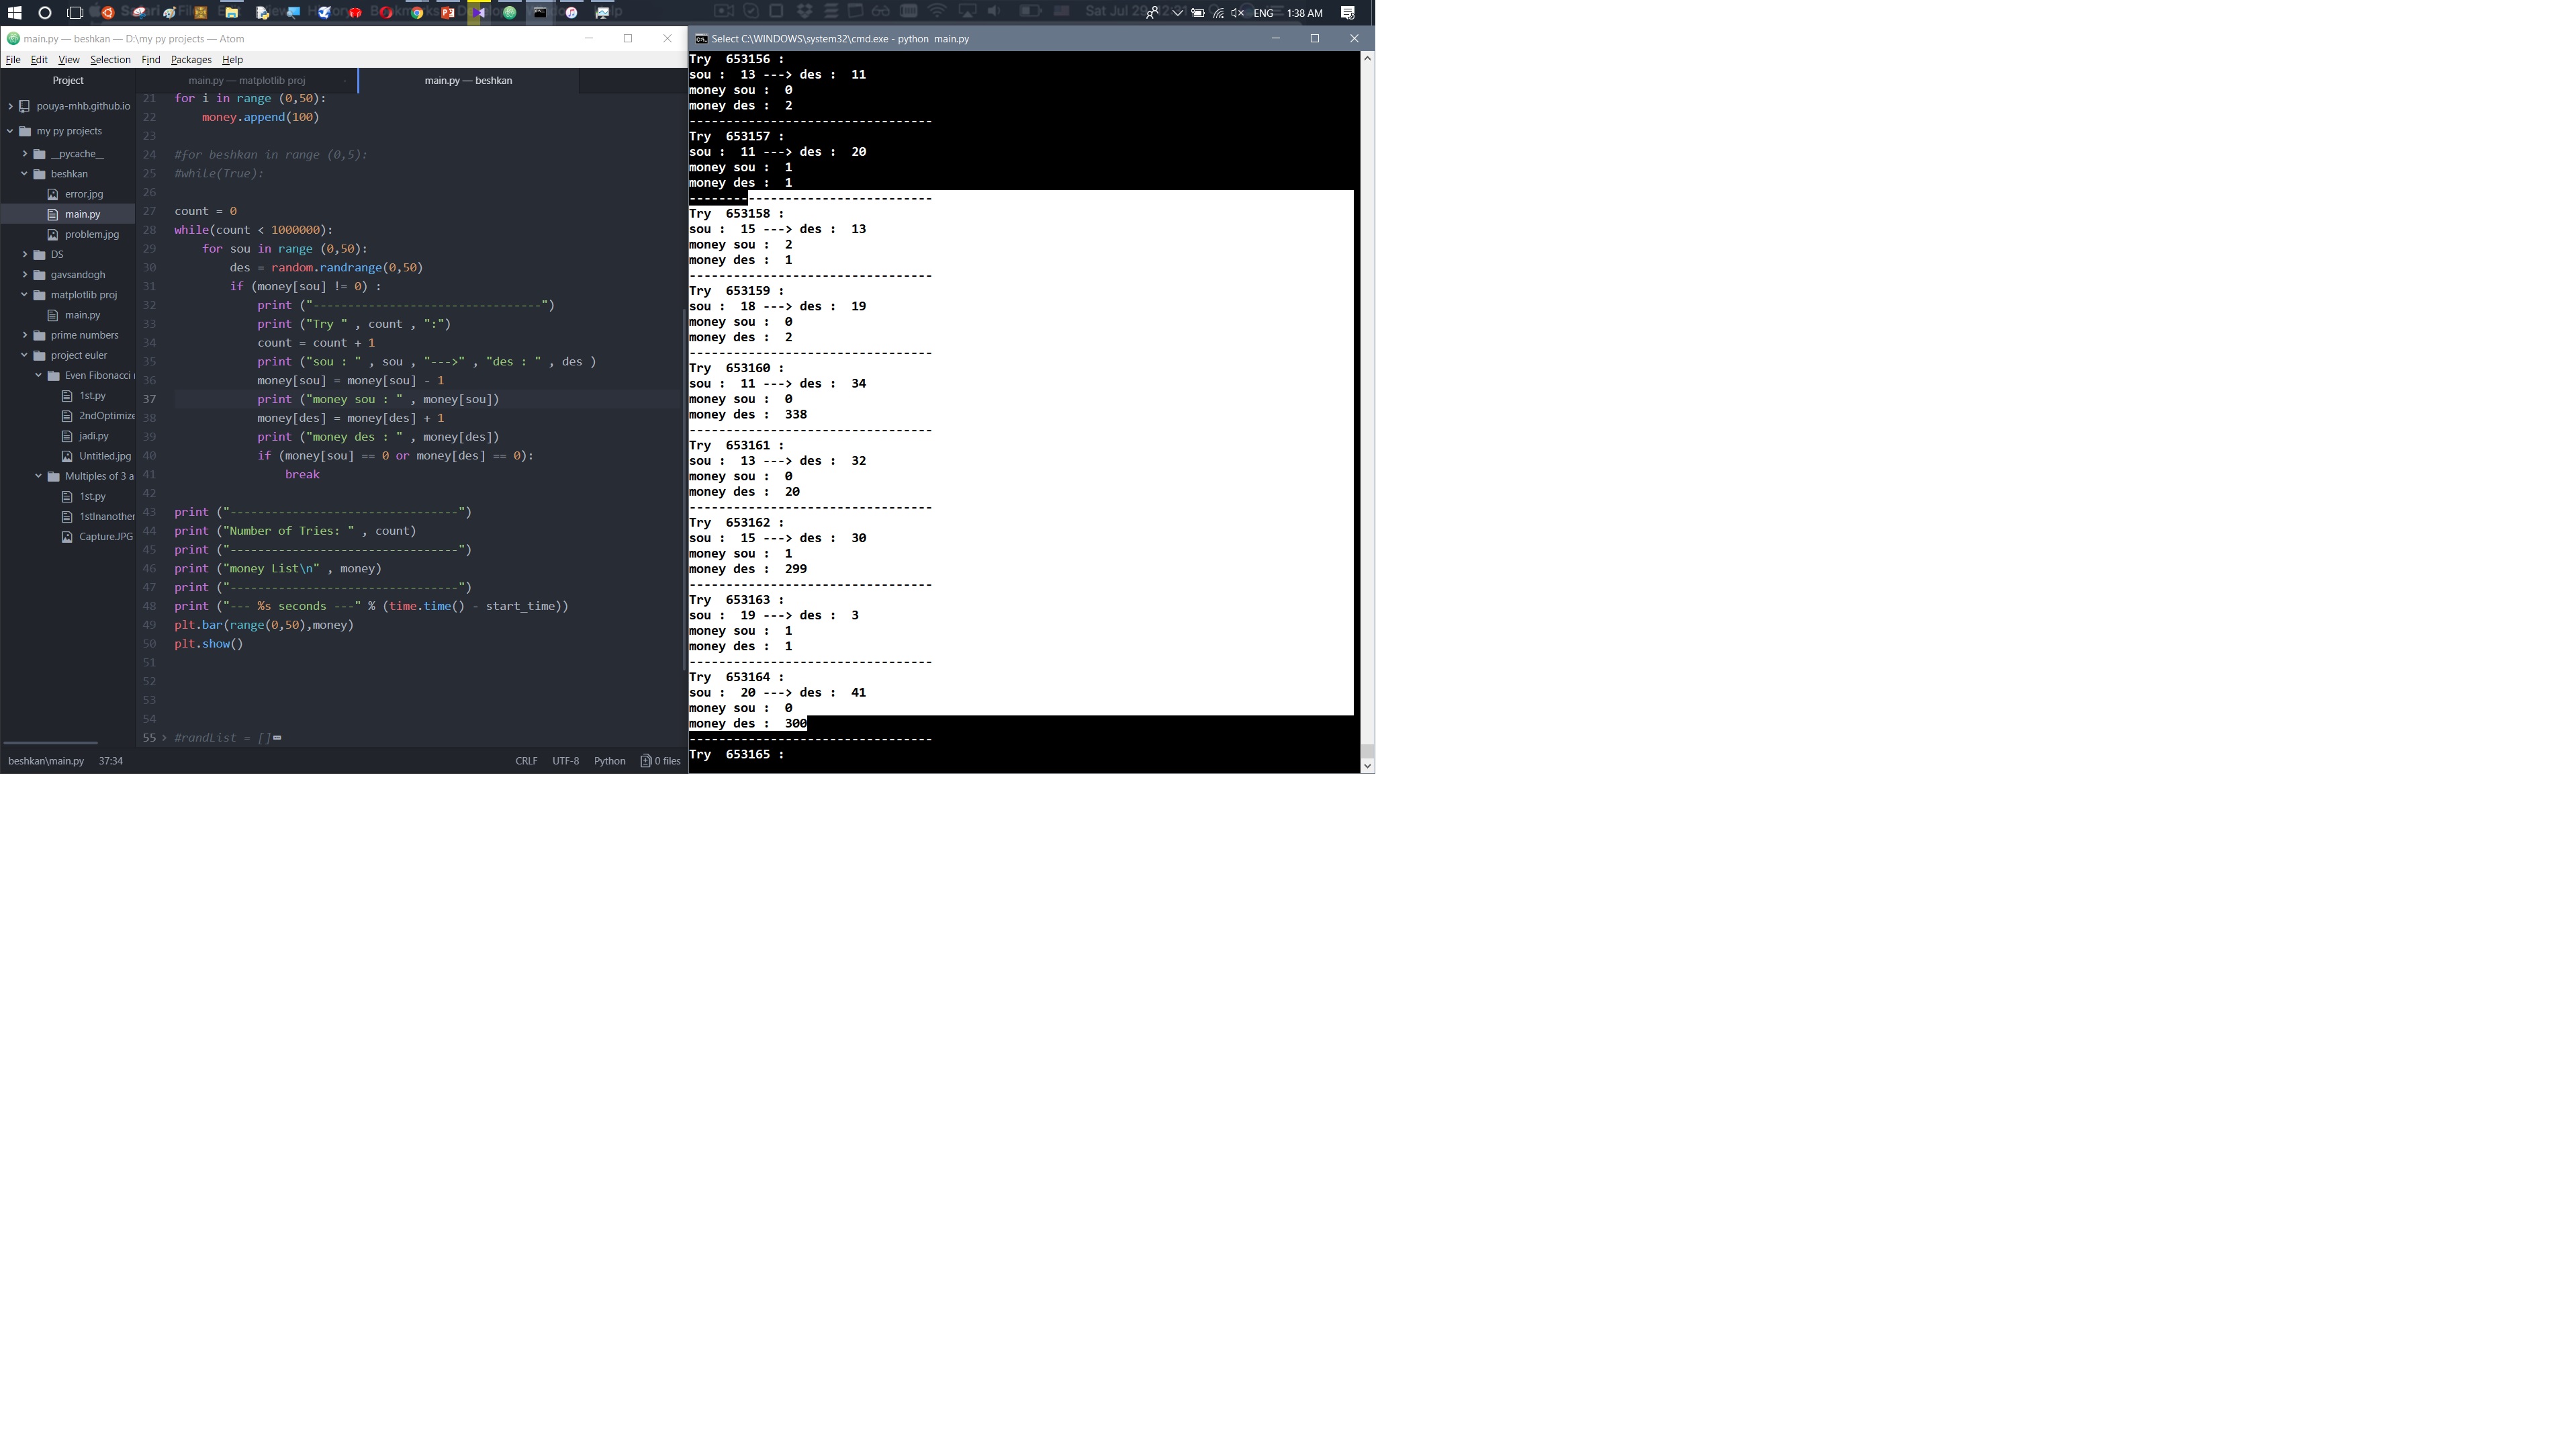 ENG 1:38 AM
main.py — beshkan — D:\my py projects — Atom
File Edit View Selection Find Packages Help
Project
pouya-mhb.github.io
my py projects
__pycache__
beshkan
error.jpg
main.py
problem.jpg
DS
gavsandogh
matplotlib proj
main.py
prime numbers
project euler
Even Fibonacci
1st.py
2ndOptimize
jadi.py
Untitled.jpg
Multiples of 3 a
1st.py
1stInanother
Capture.JPG
main.py — matplotlib proj
main.py — beshkan
21 for i in range (0,50):
22 money.append(100)
23
24 #for beshkan in range (0,5):
25 #while(True):
26
27 count = 0
28 while(count < 1000000):
29 for sou in range (0,50):
30 des = random.randrange(0,50)
31 if (money[sou] != 0) :
32 print ("---------------------------------")
33 print ("Try " , count , ":")
34 count = count + 1
35 print ("sou : " , sou , "--->" , "des : " , des )
36 money[sou] = money[sou] - 1
37 print ("money sou : " , money[sou])
38 money[des] = money[des] + 1
39 print ("money des : " , money[des])
40 if (money[sou] == 0 or money[des] == 0):
41 break
42
43 print ("---------------------------------")
44 print ("Number of Tries: " , count)
45 print ("---------------------------------")
46 print ("money List\n" , money)
47 print ("---------------------------------")
48 print ("--- %s seconds ---" % (time.time() - start_time))
49 plt.bar(range(0,50),money)
50 plt.show()
51
52
53
54
55 #randList = []
beshkan\main.py 37:34 CRLF UTF-8 Python 0 files
Select C:\WINDOWS\system32\cmd.exe - python main.py
Try 653156 :
sou : 13 ---> des : 11
money sou : 0
money des : 2
---------------------------------
Try 653157 :
sou : 11 ---> des : 20
money sou : 1
money des : 1
---------------------------------
Try 653158 :
sou : 15 ---> des : 13
money sou : 2
money des : 1
---------------------------------
Try 653159 :
sou : 18 ---> des : 19
money sou : 0
money des : 2
---------------------------------
Try 653160 :
sou : 11 ---> des : 34
money sou : 0
money des : 338
---------------------------------
Try 653161 :
sou : 13 ---> des : 32
money sou : 0
money des : 20
---------------------------------
Try 653162 :
sou : 15 ---> des : 30
money sou : 1
money des : 299
---------------------------------
Try 653163 :
sou : 19 ---> des : 3
money sou : 1
money des : 1
---------------------------------
Try 653164 :
sou : 20 ---> des : 41
money sou : 0
money des : 300
---------------------------------
Try 653165 :